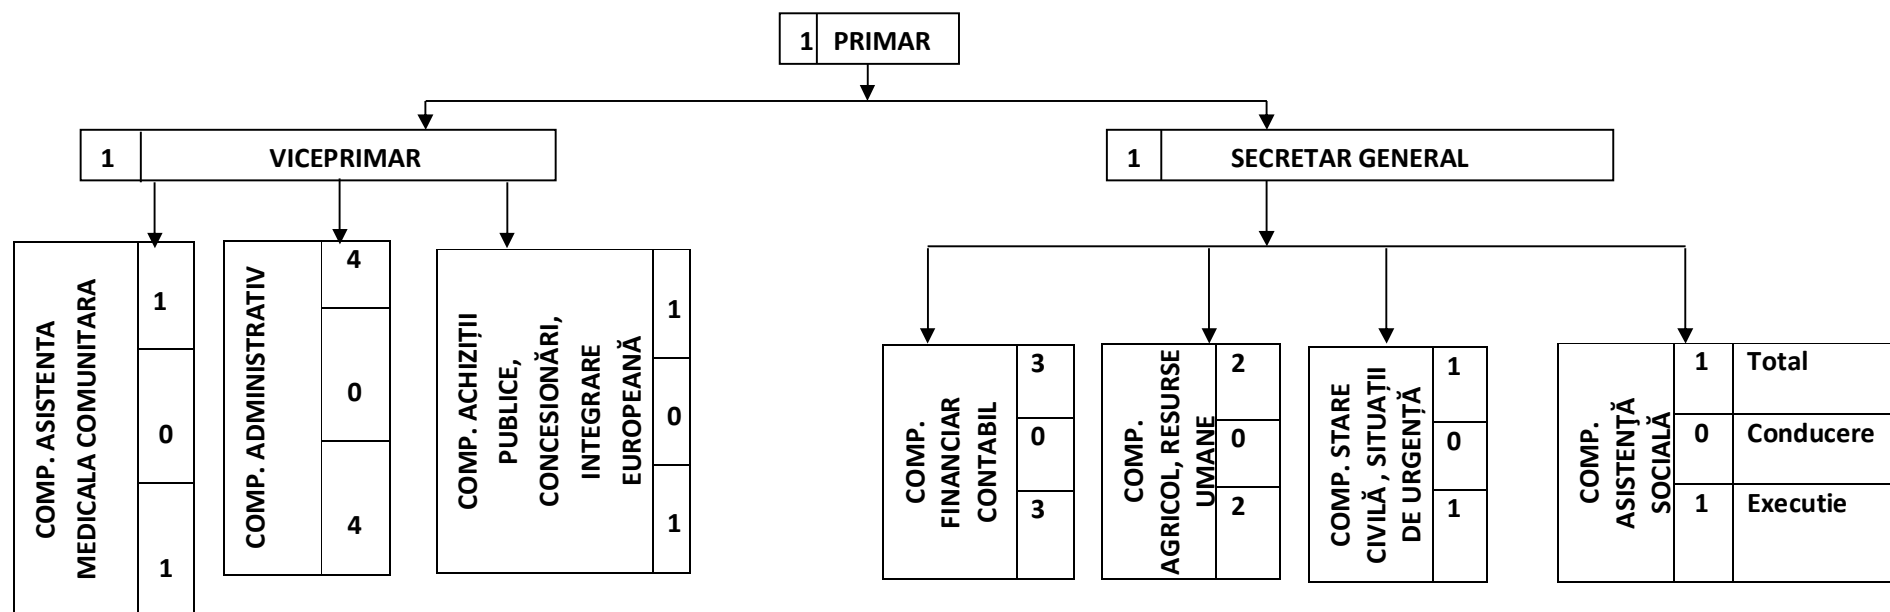 1 PRIMAR
1 VICEPRIMAR
1 SECRETAR GENERAL
COMP. ASISTENTA
MEDICALA COMUNITARA
1
0
1
COMP. ADMINISTRATIV
4
0
4
COMP. ACHIZIȚII
PUBLICE,
CONCESIONĂRI,
INTEGRARE
EUROPEANĂ
1
0
1
COMP.
FINANCIAR
CONTABIL
3
0
3
COMP.
AGRICOL, RESURSE
UMANE
2
0
2
COMP. STARE
CIVILĂ , SITUAȚII
DE URGENȚĂ
1
0
1
COMP.
ASISTENŢĂ
SOCIALĂ
1 Total
0 Conducere
1 Executie